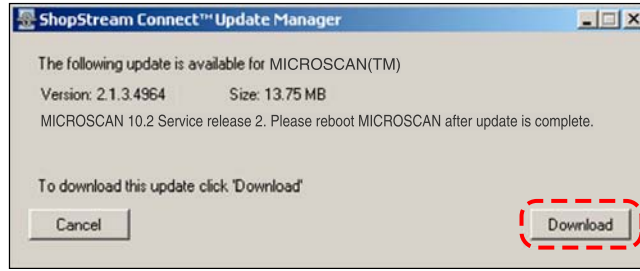 ShopStream Connect™ Update Manager
The following update is available for MICROSCAN(TM)
Version: 2.1.3.4964 Size: 13.75 MB
MICROSCAN 10.2 Service release 2. Please reboot MICROSCAN after update is complete.
To download this update click 'Download'
Cancel Download